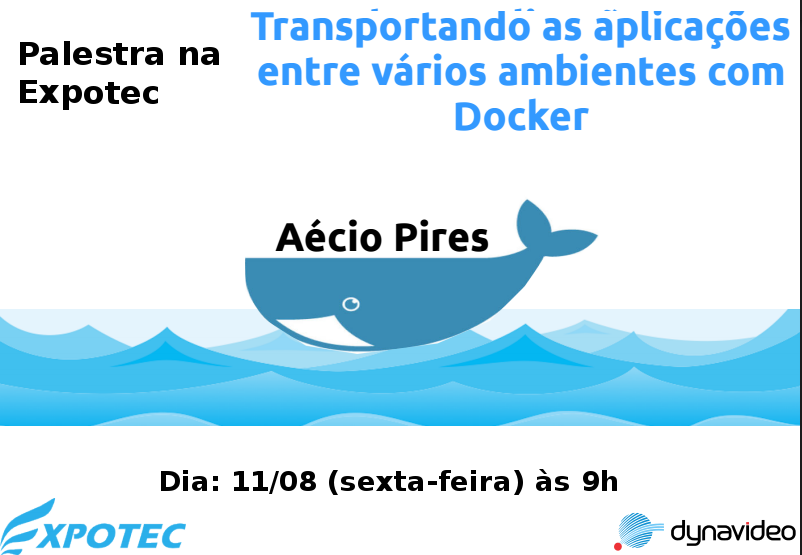 Palestra na
Expotec
Transportando as aplicações
entre vários ambientes com
Docker
Aécio Pires
Dia: 11/08 (sexta-feira) às 9h
EXPOTEC
dynavideo